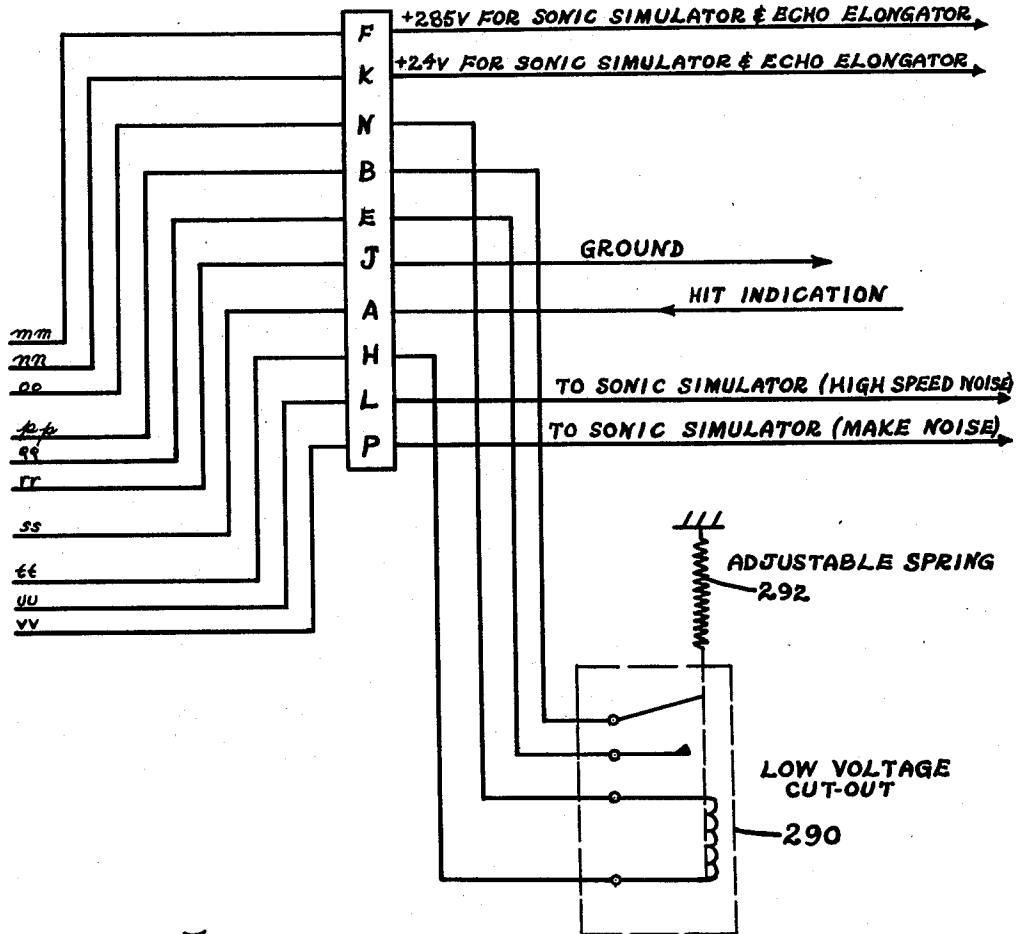 F
+285V FOR SONIC SIMULATOR & ECHO ELONGATOR
K
+24V FOR SONIC SIMULATOR & ECHO ELONGATOR
N
B
E
J
GROUND
A
HIT INDICATION
H
L
TO SONIC SIMULATOR (HIGH SPEED NOISE)
P
TO SONIC SIMULATOR (MAKE NOISE)
mm
nn
oo
pp
qq
rr
ss
tt
uu
vv
ADJUSTABLE SPRING
292
LOW VOLTAGE
CUT-OUT
290